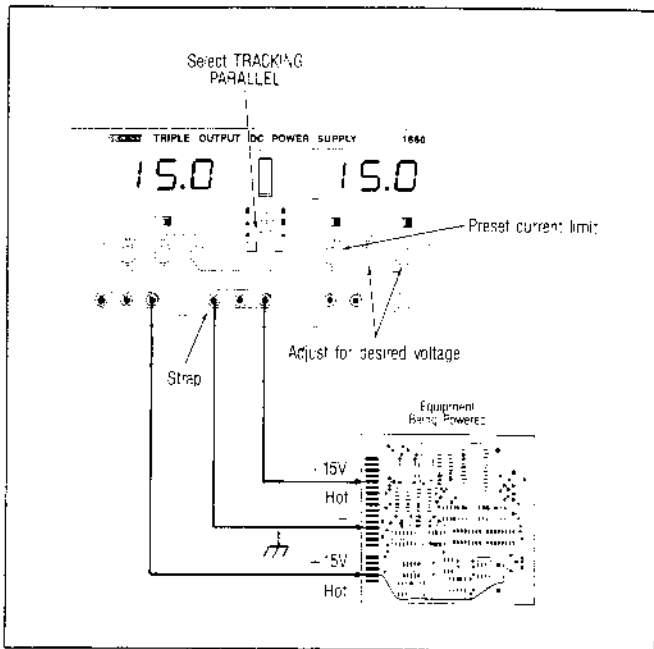 Select TRACKING
PARALLEL
TRIPLE OUTPUT DC POWER SUPPLY 1660
15.0 15.0
Preset current limit
Adjust for desired voltage
Strap
Equipment
Being Powered
15V
Hot
15V
Hot